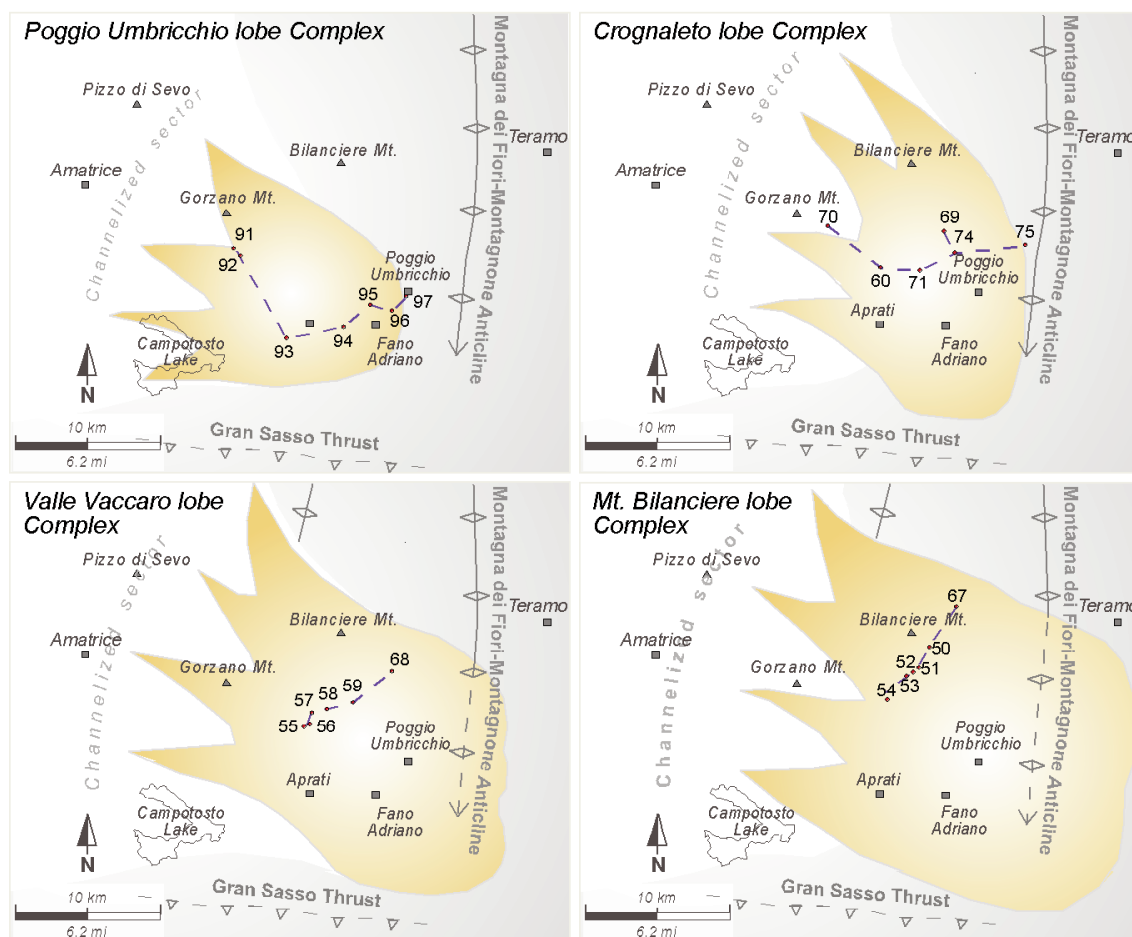 Poggio Umbricchio lobe Complex
Pizzo di Sevo
Channelized sector
Amatrice
Bilanciere Mt.
Gorzano Mt.
Montagna dei Fiori-Montagnone Anticline
Teramo
91
92
93
94
95
96
97
Poggio
Umbricchio
Fano
Adriano
Campotosto
Lake
N
10 km
6.2 mi
Gran Sasso Thrust
Crognaleto lobe Complex
Pizzo di Sevo
Channelized sector
Amatrice
Bilanciere Mt.
Gorzano Mt.
Montagna dei Fiori-Montagnone Anticline
Teramo
70
69
74
75
60
71
Poggio
Umbricchio
Aprati
Fano
Adriano
Campotosto
Lake
N
10 km
6.2 mi
Gran Sasso Thrust
Valle Vaccaro lobe
Complex
Pizzo di Sevo
Channelized sector
Amatrice
Bilanciere Mt.
Gorzano Mt.
Montagna dei Fiori-Montagnone Anticline
Teramo
68
59
58
57
55
56
Poggio
Umbricchio
Aprati
Fano
Adriano
Campotosto
Lake
N
10 km
6.2 mi
Gran Sasso Thrust
Mt. Bilanciere lobe
Complex
Pizzo di Sevo
Channelized sector
Amatrice
Bilanciere Mt.
Gorzano Mt.
Montagna dei Fiori-Montagnone Anticline
Teramo
67
50
52
51
53
54
Poggio
Umbricchio
Aprati
Fano
Adriano
Campotosto
Lake
N
10 km
6.2 mi
Gran Sasso Thrust